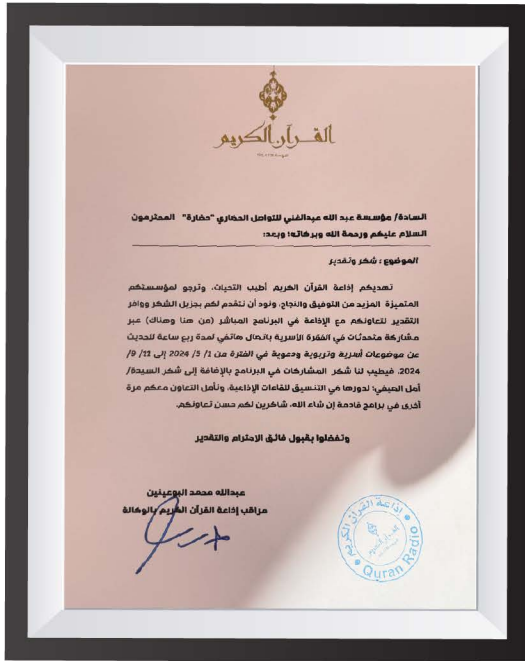 القرآن الكريم
السادة/ مؤسسة عبد الله عبدالغني للتواصل الحضاري "حضارة" المحترمون
السلام عليكم ورحمة الله وبركاته؛ وبعد:
الموضوع : شكر وتقدير
تهديكم إذاعة القرآن الكريم أطيب التحيات، وترجو لمؤسستكم
المتميزة المزيد من التوفيق والنجاح، ونود أن نتقدم لكم بجزيل الشكر ووافر
التقدير لتعاونكم مع الإذاعة في البرنامج المباشر (من هنا وهناك) عبر
مشاركة متحدثات في الفقرة الأسرية باتصال هاتفي لمدة ربع ساعة للحديث
عن موضوعات أسرية وتربوية ودعوية في الفترة من 1/ 5/ 2024 إلى 11/ 9/
2024، فيطيب لنا شكر المشاركات في البرنامج بالإضافة إلى شكر السيدة/
أمل الصيفي؛ لدورها في التنسيق للقاءات الإذاعية، ونأمل التعاون معكم مرة
أخرى في برامج قادمة إن شاء الله، شاكرين لكم حسن تعاونكم.
وتفضلوا بقبول فائق الاحترام والتقدير
عبدالله محمد البوعينين
مراقب إذاعة القرآن الكريم بالوكالة
اذاعة القرآن الكريم
القرآن الكريم
Quran Radio